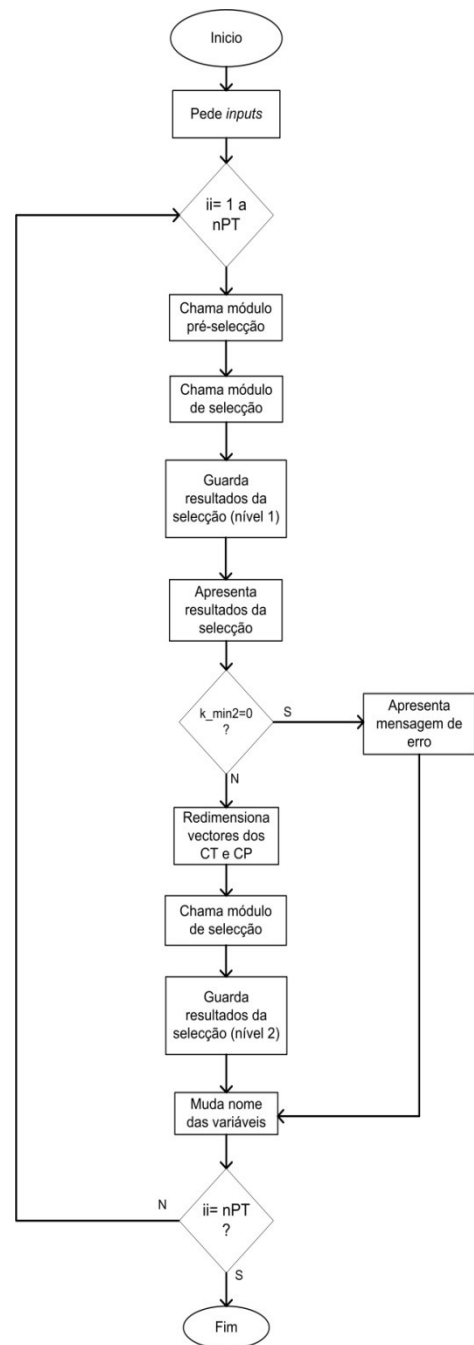 Inicio
Pede inputs
ii= 1 a
nPT
Chama módulo
pré-selecção
Chama módulo
de selecção
Guarda
resultados da
selecção (nível 1)
Apresenta
resultados da
selecção
k_min2=0
?
S
Apresenta
mensagem de
erro
N
Redimensiona
vectores dos
CT e CP
Chama módulo
de selecção
Guarda
resultados da
selecção (nível 2)
Muda nome
das variáveis
N
ii= nPT
?
S
Fim